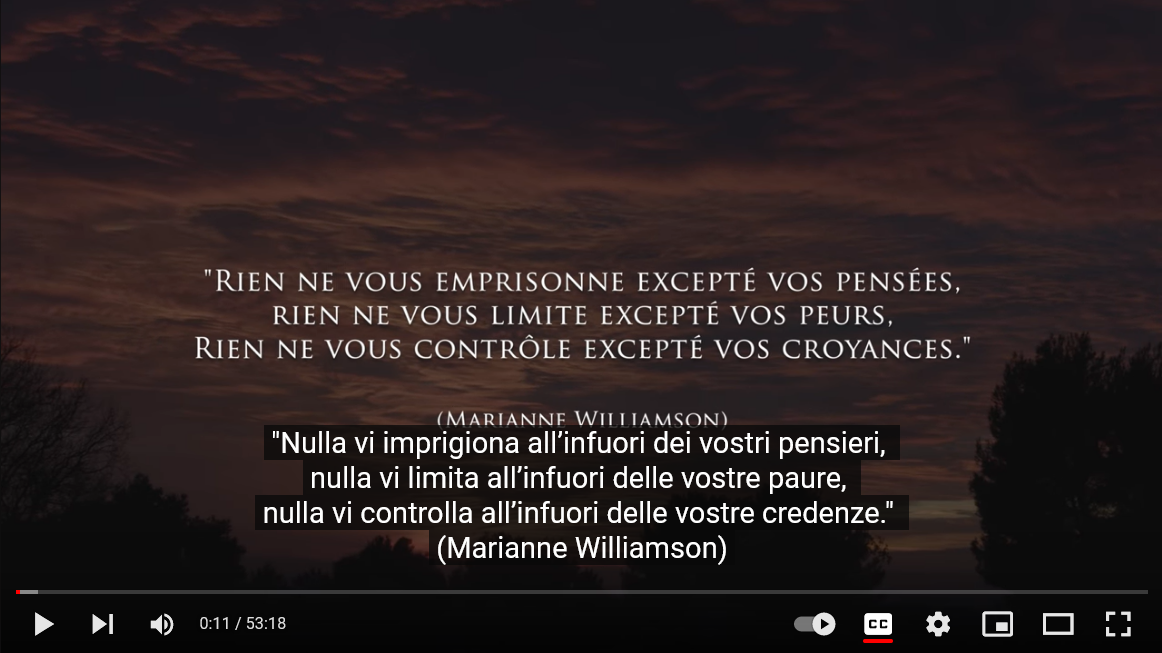 "Rien ne vous emprisonne excepté vos pensées,
rien ne vous limite excepté vos peurs,
Rien ne vous contrôle excepté vos croyances."
(Marianne Williamson)
"Nulla vi imprigiona all’infuori dei vostri pensieri,
nulla vi limita all’infuori delle vostre paure,
nulla vi controlla all’infuori delle vostre credenze."
(Marianne Williamson)
0:11 / 53:18
CC